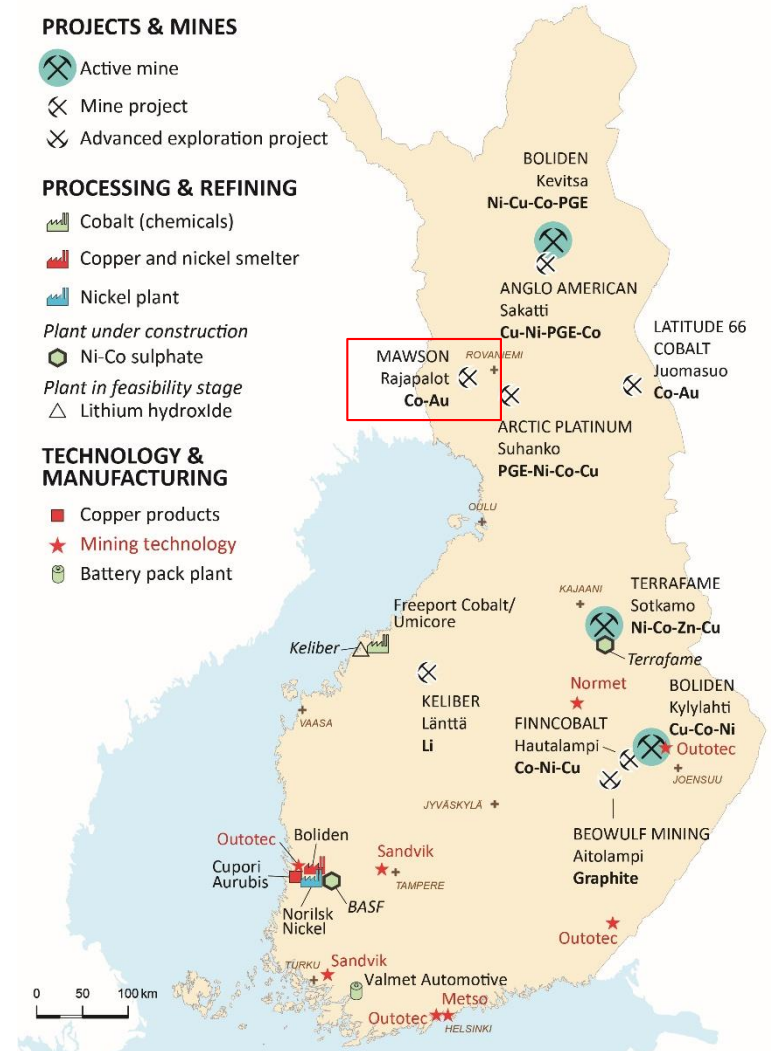 PROJECTS & MINES
Active mine
Mine project
Advanced exploration project
PROCESSING & REFINING
Cobalt (chemicals)
Copper and nickel smelter
Nickel plant
Plant under construction
Ni-Co sulphate
Plant in feasibility stage
Lithium hydroxIde
TECHNOLOGY &
MANUFACTURING
Copper products
Mining technology
Battery pack plant
BOLIDEN
Kevitsa
Ni-Cu-Co-PGE
ANGLO AMERICAN
Sakatti
Cu-Ni-PGE-Co
LATITUDE 66
COBALT
Juomasuo
Co-Au
MAWSON
Rajapalot
Co-Au
ROVANIEMI
ARCTIC PLATINUM
Suhanko
PGE-Ni-Co-Cu
OULU
KAJAANI
TERRAFAME
Sotkamo
Ni-Co-Zn-Cu
Terrafame
Freeport Cobalt/
Umicore
Keliber
KELIBER
Länttä
Li
VAASA
Normet
BOLIDEN
Kylylahti
Cu-Co-Ni
Outotec
JOENSUU
FINNCOBALT
Hautalampi
Co-Ni-Cu
JYVÄSKYLÄ
BEOWULF MINING
Aitolampi
Graphite
Outotec
Boliden
Cupori
Aurubis
Norilsk
Nickel
BASF
Sandvik
TAMPERE
Outotec
TURKU
Sandvik
Valmet Automotive
Metso
Outotec
HELSINKI
0 50 100 km